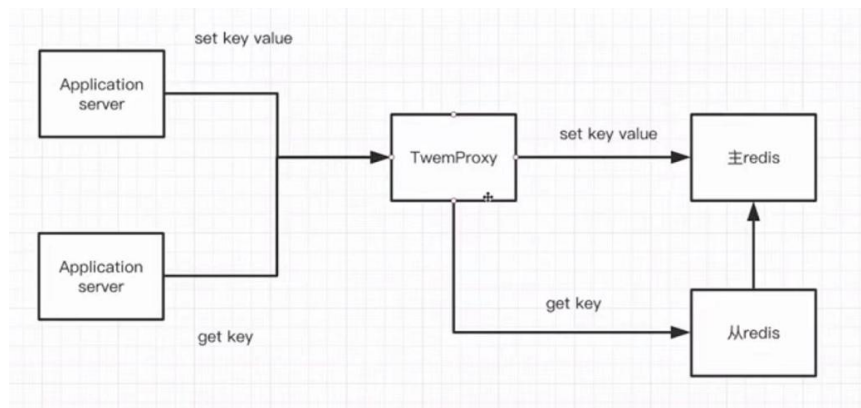 set key value
Application
server
TwemProxy
set key value
主redis
Application
server
get key
get key
从redis